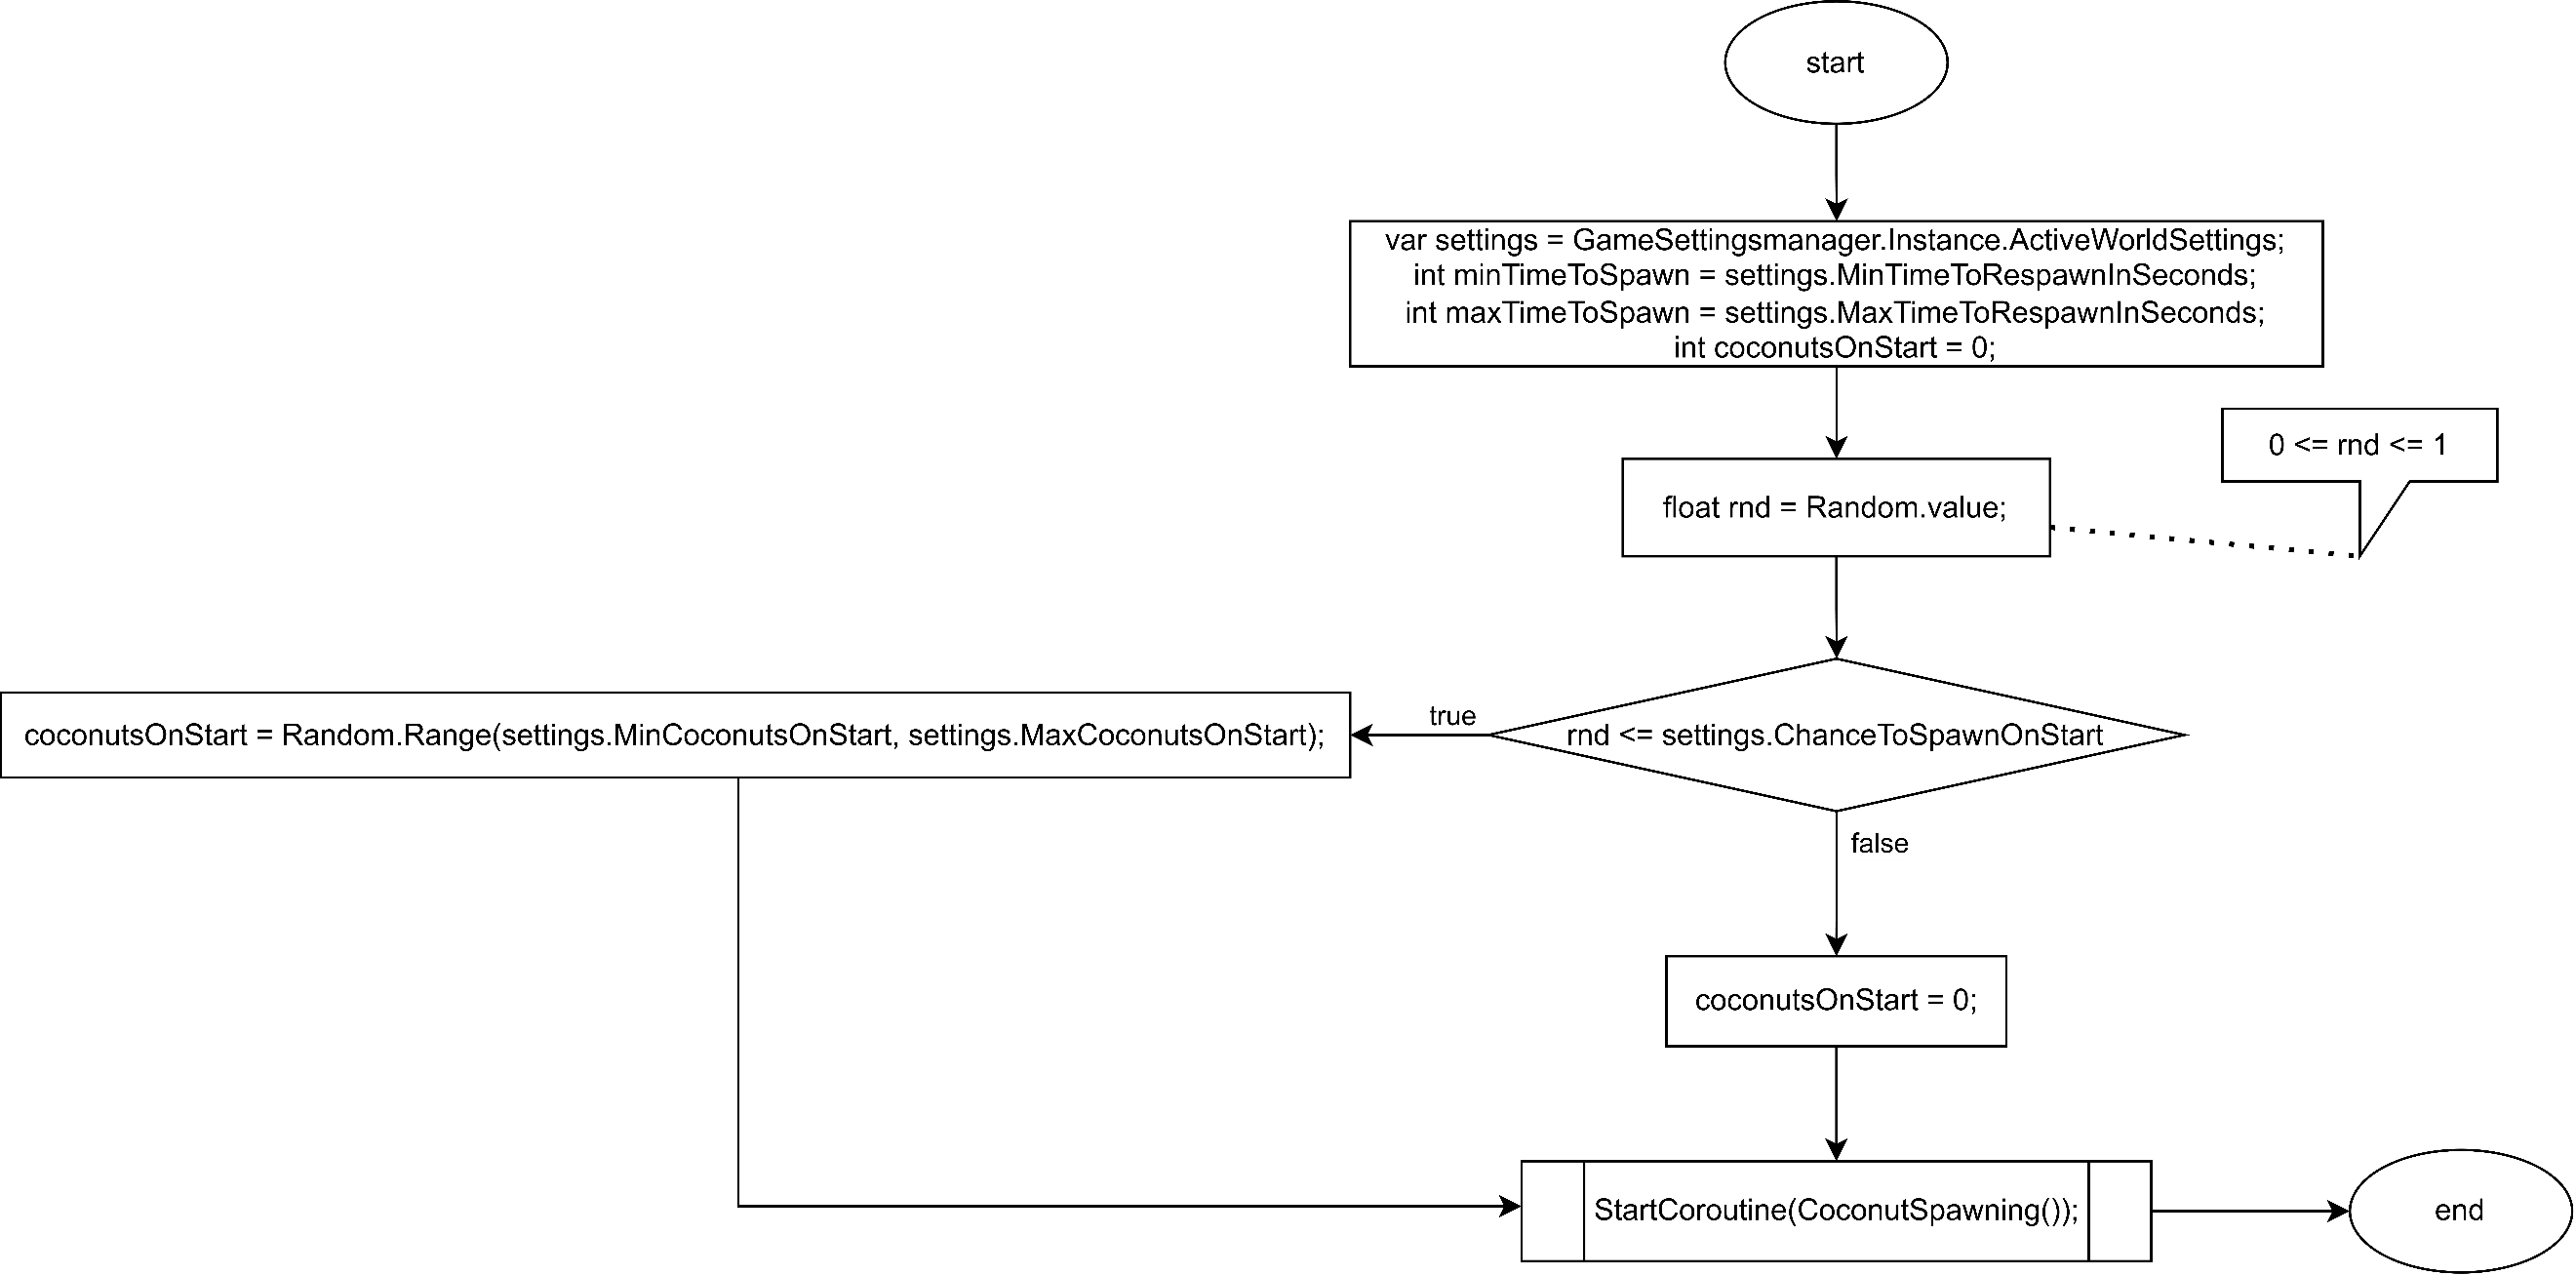 start
var settings = GameSettingsmanager.Instance.ActiveWorldSettings;
int minTimeToSpawn = settings.MinTimeToRespawnInSeconds;
int maxTimeToSpawn = settings.MaxTimeToRespawnInSeconds;
int coconutsOnStart = 0;
0 <= rnd <= 1
float rnd = Random.value;
rnd <= settings.ChanceToSpawnOnStart
true
coconutsOnStart = Random.Range(settings.MinCoconutsOnStart, settings.MaxCoconutsOnStart);
false
coconutsOnStart = 0;
StartCoroutine(CoconutSpawning());
end